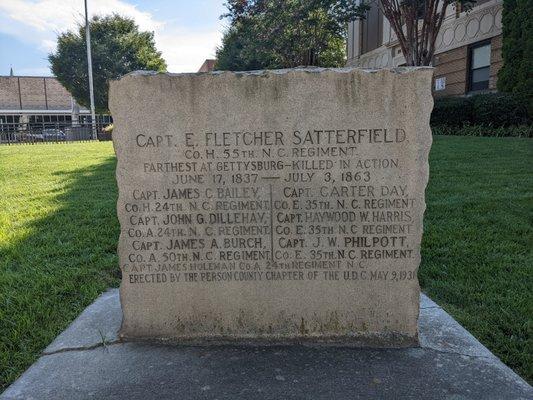 CAPT. E. FLETCHER SATTERFIELD,
CO. H. 55TH. N.C. REGIMENT.
FARTHEST AT GETTYSBURG—KILLED IN ACTION,
JUNE 17, 1837 — JULY 3, 1863
CAPT. JAMES C. BAILEY,
CO. H. 24TH. N.C. REGIMENT.
CAPT. JOHN G. DILLEHAY,
CO. A. 24TH. N.C. REGIMENT.
CAPT. JAMES A. BURCH,
CO. A. 50TH. N.C. REGIMENT.
CAPT. CARTER DAY,
CO. E. 35TH. N.C. REGIMENT
CAPT. HAYWOOD W. HARRIS,
CO. E. 35TH. N.C. REGIMENT
CAPT. J. W. PHILPOTT,
CO. E. 35TH. N.C. REGIMENT.
CAPT JAMES HOLEMAN CO. A. 24TH REGIMENT N.C.
ERECTED BY THE PERSON COUNTY CHAPTER OF THE U.D.C. MAY 9, 1931